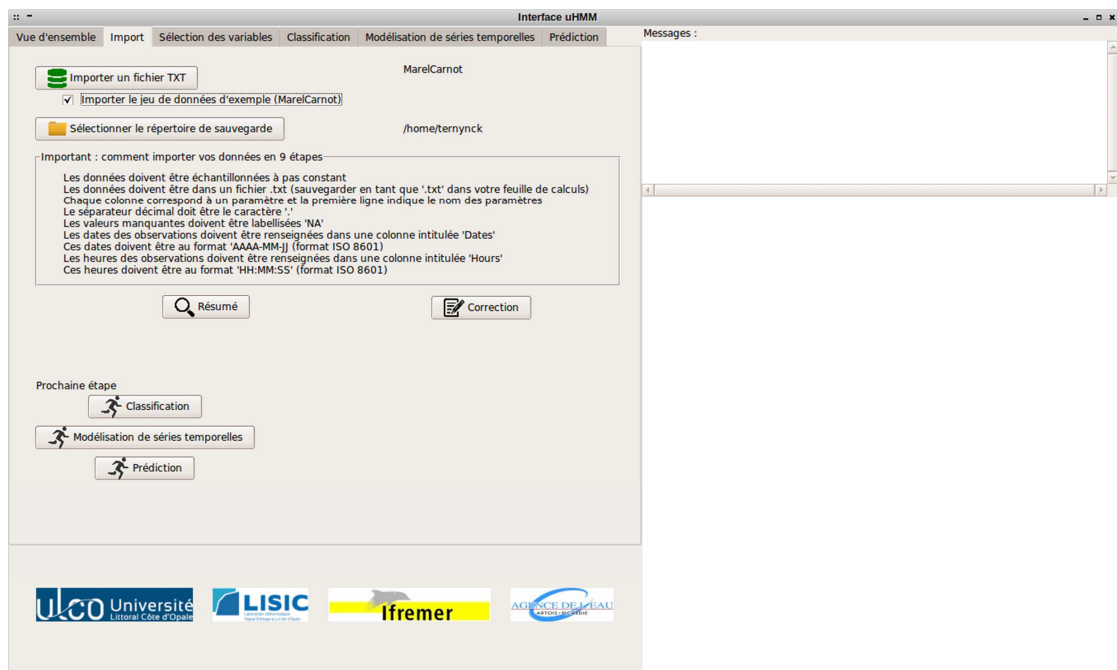 Interface uHMM
Vue d'ensemble Import Sélection des variables Classification Modélisation de séries temporelles Prédiction
Messages :
Importer un fichier TXT
MarelCarnot
Importer le jeu de données d'exemple (MarelCarnot)
Sélectionner le répertoire de sauvegarde
/home/ternynck
Important : comment importer vos données en 9 étapes
Les données doivent être échantillonnées à pas constant
Les données doivent être dans un fichier .txt (sauvegarder en tant que '.txt' dans votre feuille de calculs)
Chaque colonne correspond à un paramètre et la première ligne indique le nom des paramètres
Le séparateur décimal doit être le caractère '.'
Les valeurs manquantes doivent être labellisées 'NA'
Les dates des observations doivent être renseignées dans une colonne intitulée 'Dates'
Ces dates doivent être au format 'AAAA-MM-JJ (format ISO 8601)
Les heures des observations doivent être renseignées dans une colonne intitulée 'Hours'
Ces heures doivent être au format 'HH:MM:SS' (format ISO 8601)
Résumé
Correction
Prochaine étape
Classification
Modélisation de séries temporelles
Prédiction
ULCO Université
Littoral Côte d'Opale
LISIC
Ifremer
AGENCE DE L'EAU
ARTOIS-PICARDIE